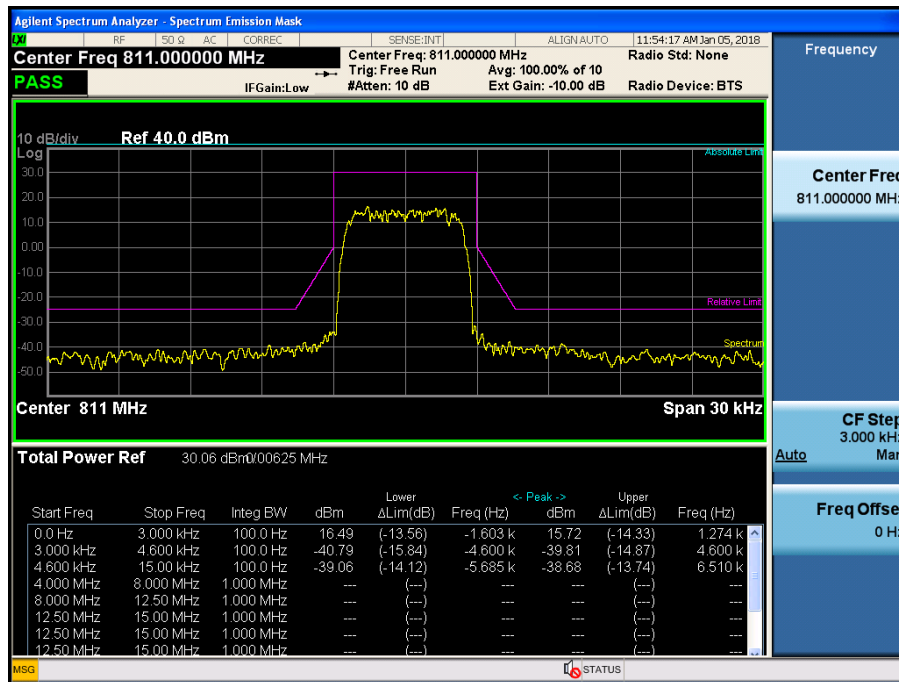 Agilent Spectrum Analyzer - Spectrum Emission Mask
LXI RF 50 Ω AC CORREC SENSE:INT ALIGN AUTO 11:54:17 AM Jan 05, 2018
Center Freq 811.000000 MHz Center Freq: 811.000000 MHz Radio Std: None
Trig: Free Run Avg: 100.00% of 10
PASS IFGain:Low #Atten: 10 dB Ext Gain: -10.00 dB Radio Device: BTS
10 dB/div Ref 40.0 dBm
Log Absolute Limit
30.0
20.0
10.0
0.00
-10.0
-20.0 Relative Limit
-30.0
-40.0 Spectrum
-50.0
Center 811 MHz Span 30 kHz
Total Power Ref 30.06 dBm/0.00625 MHz
Lower <- Peak -> Upper
Start Freq Stop Freq Integ BW dBm ΔLim(dB) Freq (Hz) dBm ΔLim(dB) Freq (Hz)
0.0 Hz 3.000 kHz 100.0 Hz 16.49 (-13.56) -1.603 k 15.72 (-14.33) 1.274 k
3.000 kHz 4.600 kHz 100.0 Hz -40.79 (-15.84) -4.600 k -39.81 (-14.87) 4.600 k
4.600 kHz 15.00 kHz 100.0 Hz -39.06 (-14.12) -5.685 k -38.68 (-13.74) 6.510 k
4.000 MHz 8.000 MHz 1.000 MHz --- (---) --- --- (---) ---
8.000 MHz 12.50 MHz 1.000 MHz --- (---) --- --- (---) ---
12.50 MHz 15.00 MHz 1.000 MHz --- (---) --- --- (---) ---
12.50 MHz 15.00 MHz 1.000 MHz --- (---) --- --- (---) ---
12.50 MHz 15.00 MHz 1.000 MHz --- (---) --- --- (---) ---
MSG STATUS
Frequency
Center Freq
811.000000 MHz
CF Step
3.000 kHz
Auto Man
Freq Offse
0 Hz